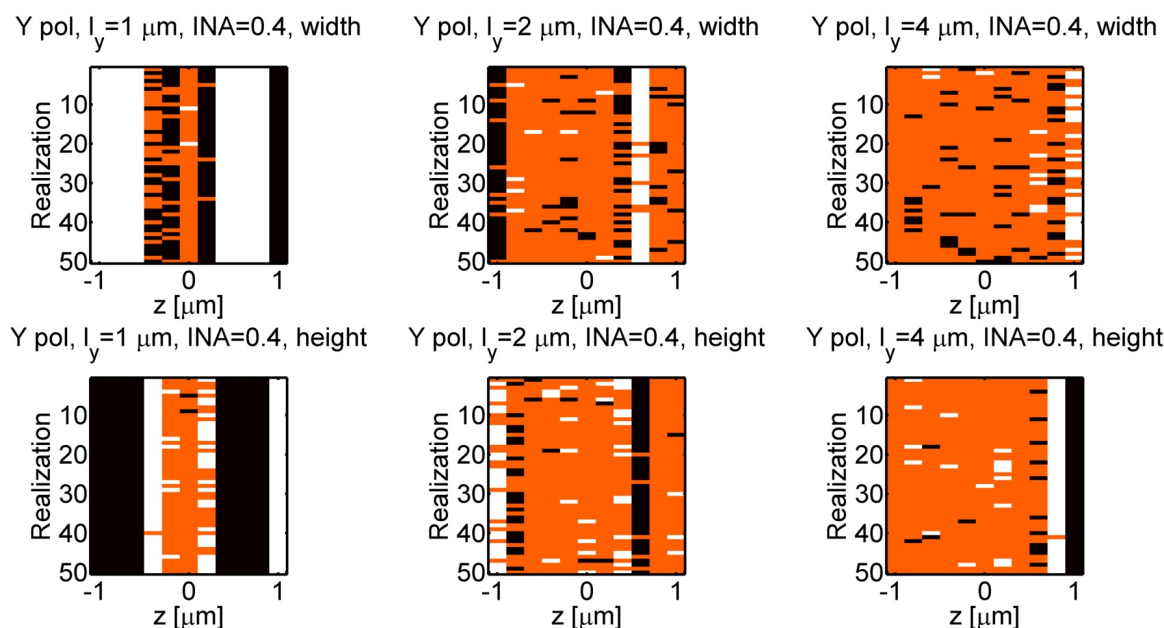 Y pol, l_y=1 μm, INA=0.4, width
Y pol, l_y=2 μm, INA=0.4, width
Y pol, l_y=4 μm, INA=0.4, width
Realization
10
20
30
40
50
-1 0 1
z [μm]
Realization
10
20
30
40
50
-1 0 1
z [μm]
Realization
10
20
30
40
50
-1 0 1
z [μm]
Y pol, l_y=1 μm, INA=0.4, height
Y pol, l_y=2 μm, INA=0.4, height
Y pol, l_y=4 μm, INA=0.4, height
Realization
10
20
30
40
50
-1 0 1
z [μm]
Realization
10
20
30
40
50
-1 0 1
z [μm]
Realization
10
20
30
40
50
-1 0 1
z [μm]